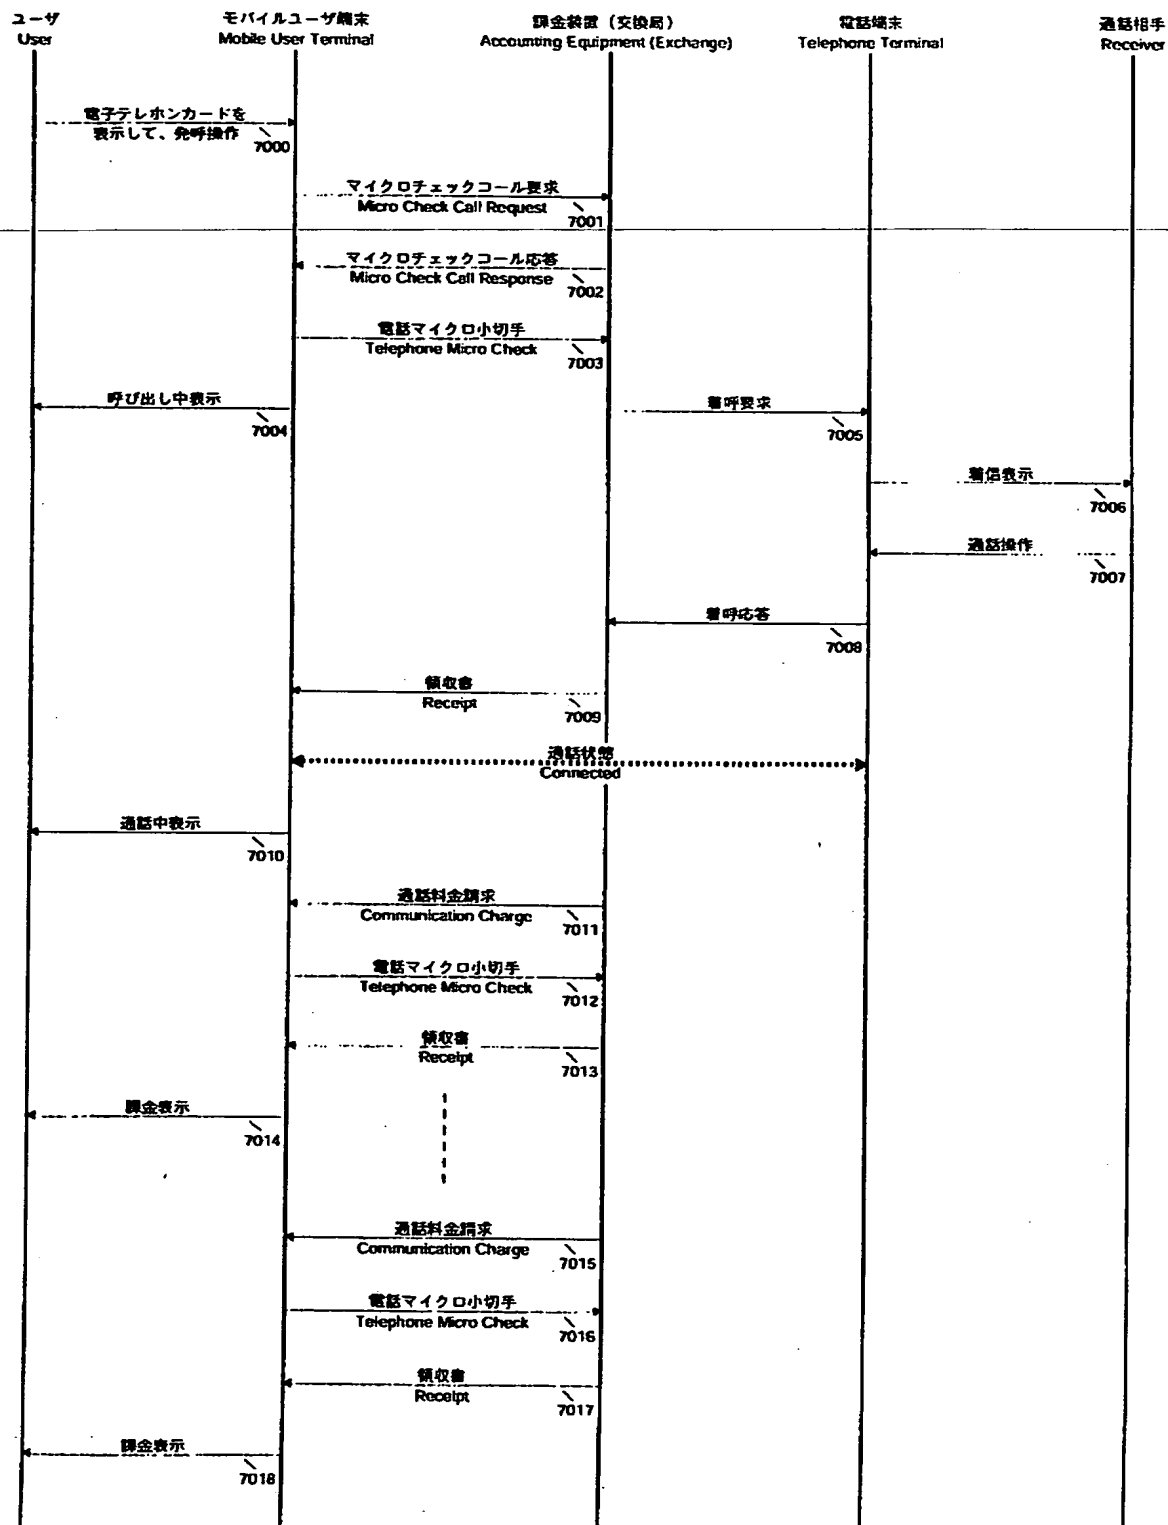 ユーザ
User
モバイルユーザ端末
Mobile User Terminal
課金装置（交換局）
Accounting Equipment (Exchange)
電話端末
Telephone Terminal
通話相手
Receiver
電子テレホンカードを
表示して、発呼操作
7000
マイクロチェックコール要求
Micro Check Call Request
7001
マイクロチェックコール応答
Micro Check Call Response
7002
電話マイクロ小切手
Telephone Micro Check
7003
呼び出し中表示
7004
着呼要求
7005
着信表示
7006
通話操作
7007
着呼応答
7008
領収書
Receipt
7009
通話状態
Connected
通話中表示
7010
通話料金請求
Communication Charge
7011
電話マイクロ小切手
Telephone Micro Check
7012
領収書
Receipt
7013
課金表示
7014
通話料金請求
Communication Charge
7015
電話マイクロ小切手
Telephone Micro Check
7016
領収書
Receipt
7017
課金表示
7018